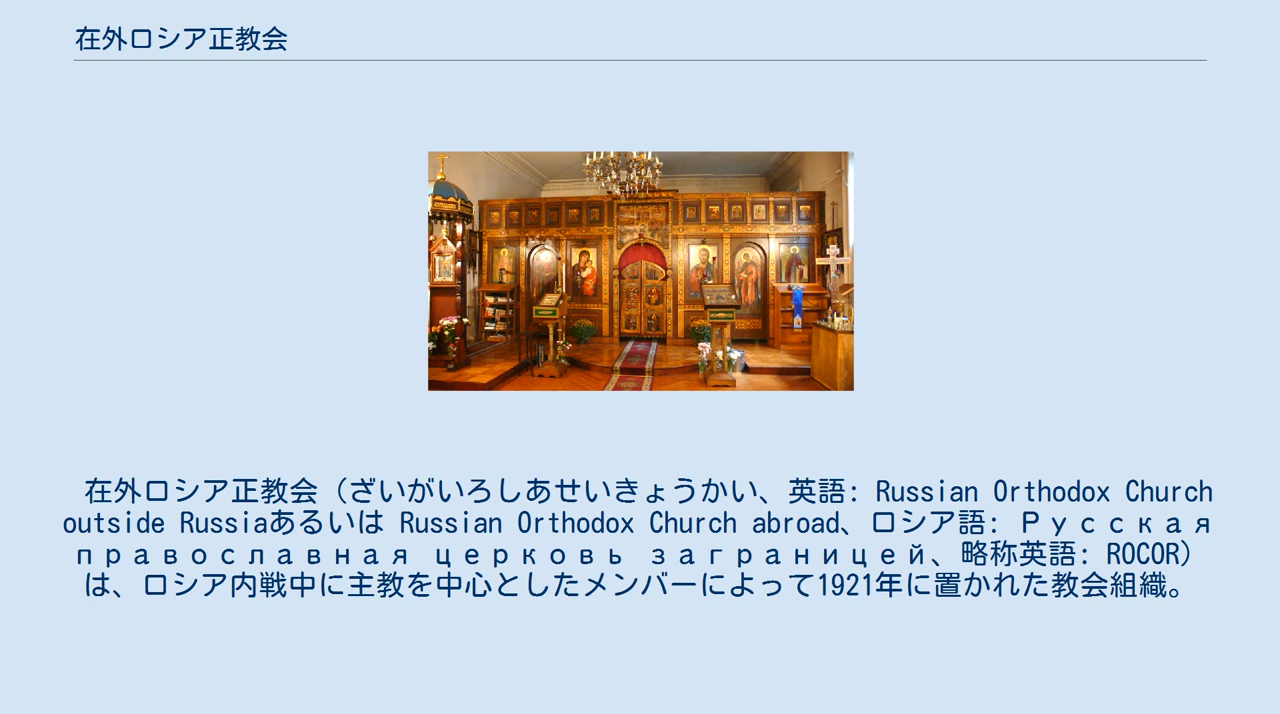 在外ロシア正教会
在外ロシア正教会（ざいがいろしあせいきょうかい、英語: Russian Orthodox Church
outside Russiaあるいは Russian Orthodox Church abroad、ロシア語: Русская
православная церковь заграницей、略称英語: ROCOR）
は、ロシア内戦中に主教を中心としたメンバーによって1921年に置かれた教会組織。